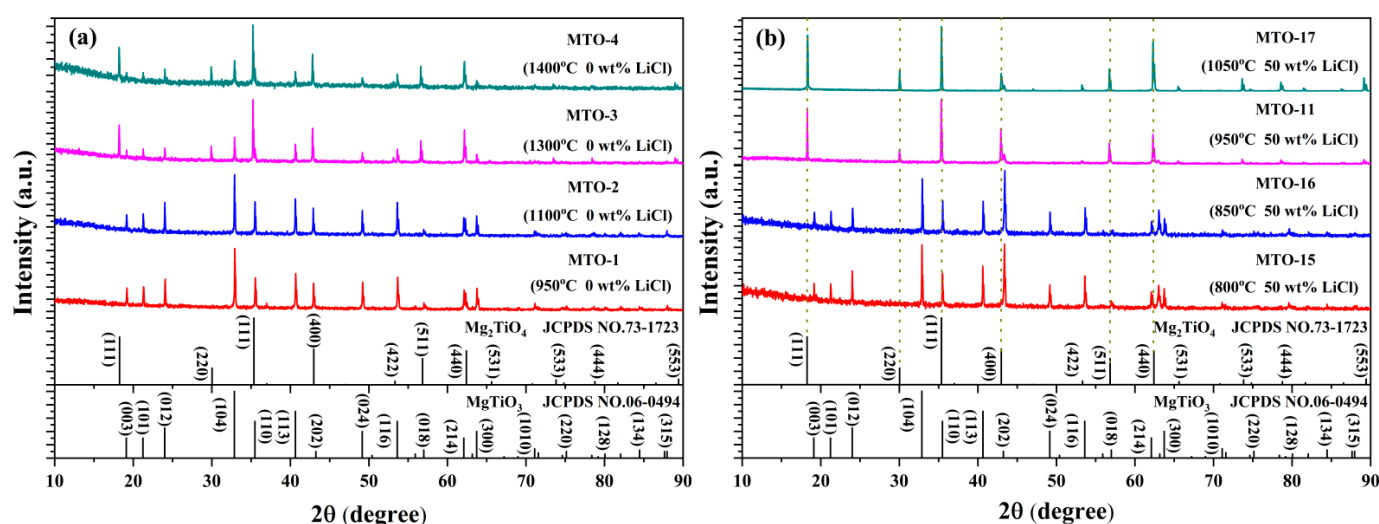 (a)
MTO-4
(1400°C 0 wt% LiCl)
MTO-3
(1300°C 0 wt% LiCl)
MTO-2
(1100°C 0 wt% LiCl)
MTO-1
(950°C 0 wt% LiCl)
Mg₂TiO₄ JCPDS NO.73-1723
(111)
(220)
(111)
(400)
(422)
(511)
(440)
(531)
(533)
(444)
(553)
MgTiO₃ JCPDS NO.06-0494
(003)
(101)
(012)
(104)
(110)
(113)
(202)
(024)
(116)
(018)
(214)
(300)
(1010)
(220)
(128)
(134)
(315)
10 20 30 40 50 60 70 80 90
2θ (degree)
Intensity (a.u.)
(b)
MTO-17
(1050°C 50 wt% LiCl)
MTO-11
(950°C 50 wt% LiCl)
MTO-16
(850°C 50 wt% LiCl)
MTO-15
(800°C 50 wt% LiCl)
Mg₂TiO₄ JCPDS NO.73-1723
(111)
(220)
(111)
(400)
(422)
(511)
(440)
(531)
(533)
(444)
(553)
MgTiO₃ JCPDS NO.06-0494
(003)
(101)
(012)
(104)
(110)
(113)
(202)
(024)
(116)
(018)
(214)
(300)
(1010)
(220)
(128)
(134)
(315)
10 20 30 40 50 60 70 80 90
2θ (degree)
Intensity (a.u.)